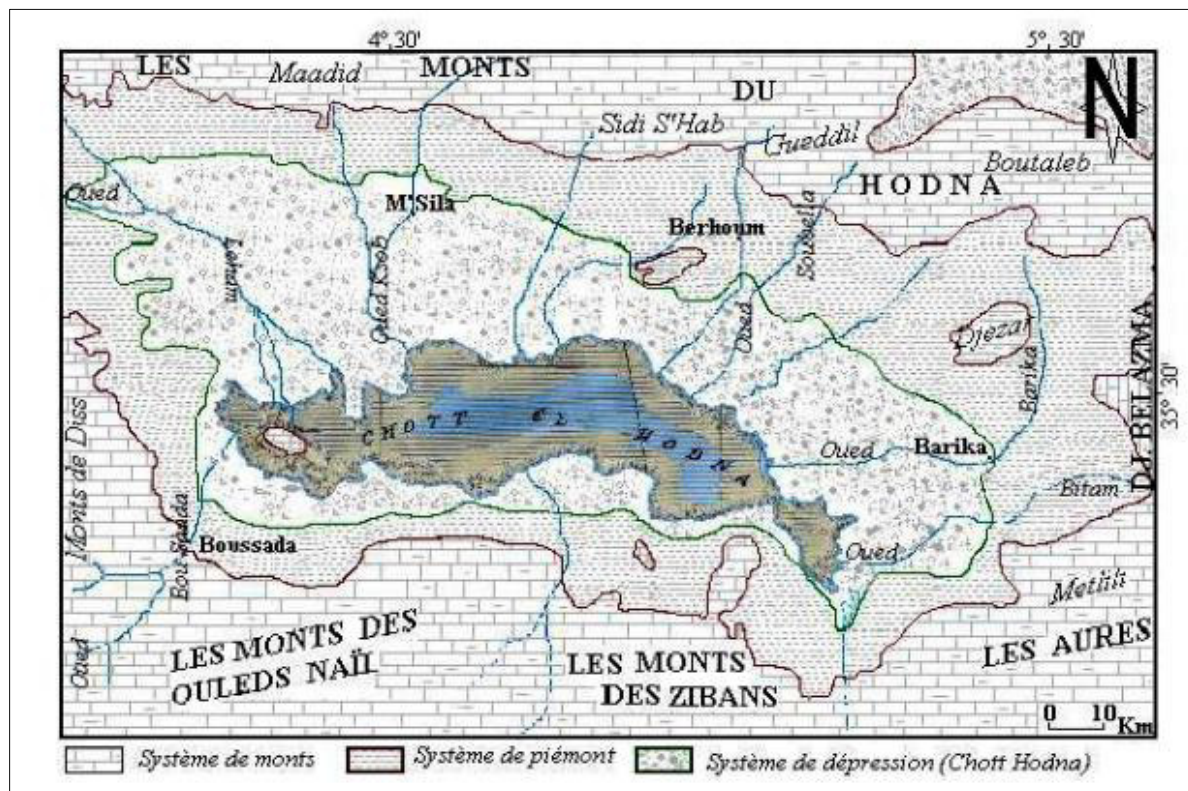 4°,30'
5°, 30'
LES MONTS DU
Maadid
Sidi S'Hab
Gueddil
Boutaleb
HODNA
Oued
M'Sila
Berhoum
Soubella
Oued Ksob
Oued
Djezar
Barika
DJ. BELAZMA
35° 30'
Monts de Diss
CHOTT EL HODNA
Oued
Barika
Bitam
Boussada
Oued
Metlili
Oued
LES MONTS DES
OULEDS NAÏL
LES MONTS
DES ZIBANS
LES AURES
N
0 10
Km
Système de monts
Système de piémont
Système de dépression (Chott Hodna)